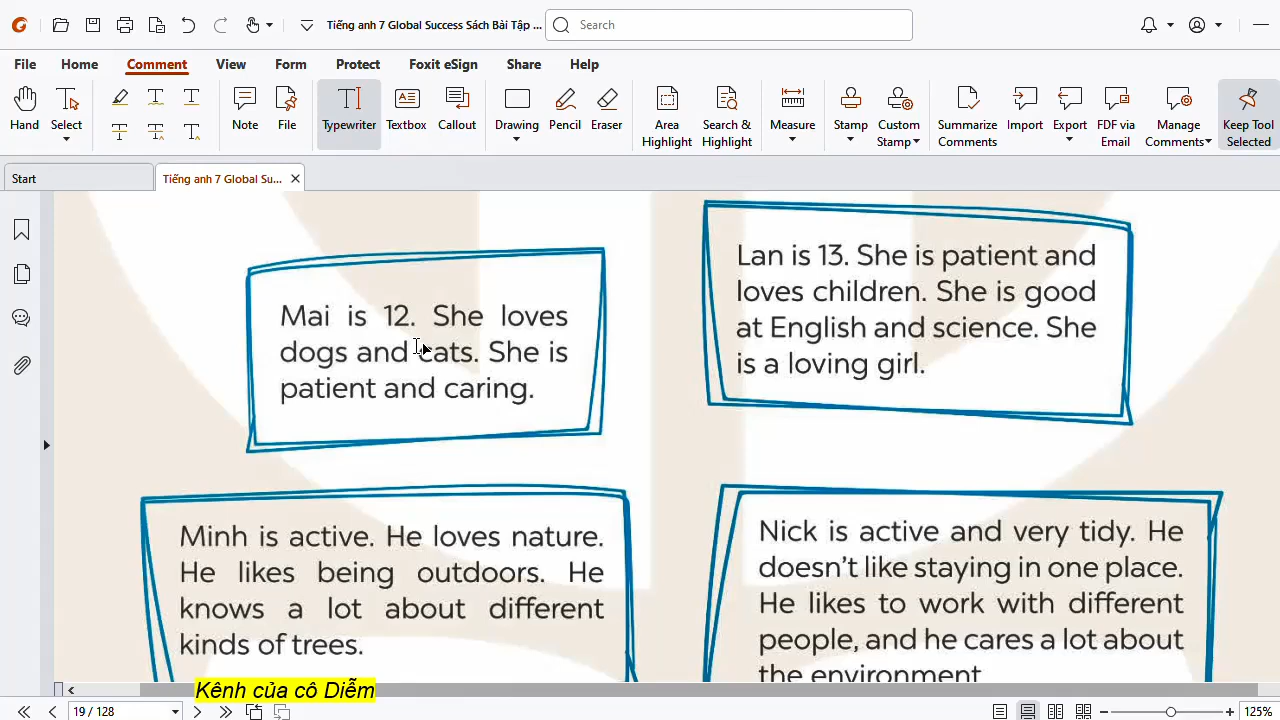 Tiếng anh 7 Global Success Sách Bài Tập ...
Search
File Home Comment View Form Protect Foxit eSign Share Help
Hand
Select
Note
File
Typewriter
Textbox
Callout
Drawing
Pencil
Eraser
Area Highlight
Search & Highlight
Measure
Stamp
Custom Stamp
Summarize Comments
Import
Export
FDF via Email
Manage Comments
Keep Tool Selected
Start
Tiếng anh 7 Global Su...
Mai is 12. She loves
dogs and cats. She is
patient and caring.
Lan is 13. She is patient and
loves children. She is good
at English and science. She
is a loving girl.
Minh is active. He loves nature.
He likes being outdoors. He
knows a lot about different
kinds of trees.
Nick is active and very tidy. He
doesn't like staying in one place.
He likes to work with different
people, and he cares a lot about
the environment
Kênh của cô Diễm
19 / 128
125%